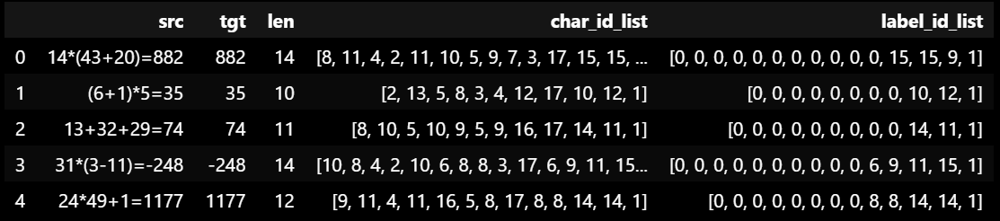 src tgt len char_id_list label_id_list
0 14*(43+20)=882 882 14 [8, 11, 4, 2, 11, 10, 5, 9, 7, 3, 17, 15, 15, ... [0, 0, 0, 0, 0, 0, 0, 0, 0, 0, 0, 15, 15, 9, 1]
1 (6+1)*5=35 35 10 [2, 13, 5, 8, 3, 4, 12, 17, 10, 12, 1] [0, 0, 0, 0, 0, 0, 0, 0, 10, 12, 1]
2 13+32+29=74 74 11 [8, 10, 5, 10, 9, 5, 9, 16, 17, 14, 11, 1] [0, 0, 0, 0, 0, 0, 0, 0, 0, 14, 11, 1]
3 31*(3-11)=-248 -248 14 [10, 8, 4, 2, 10, 6, 8, 8, 3, 17, 6, 9, 11, 15... [0, 0, 0, 0, 0, 0, 0, 0, 0, 0, 6, 9, 11, 15, 1]
4 24*49+1=1177 1177 12 [9, 11, 4, 11, 16, 5, 8, 17, 8, 8, 14, 14, 1] [0, 0, 0, 0, 0, 0, 0, 0, 8, 8, 14, 14, 1]